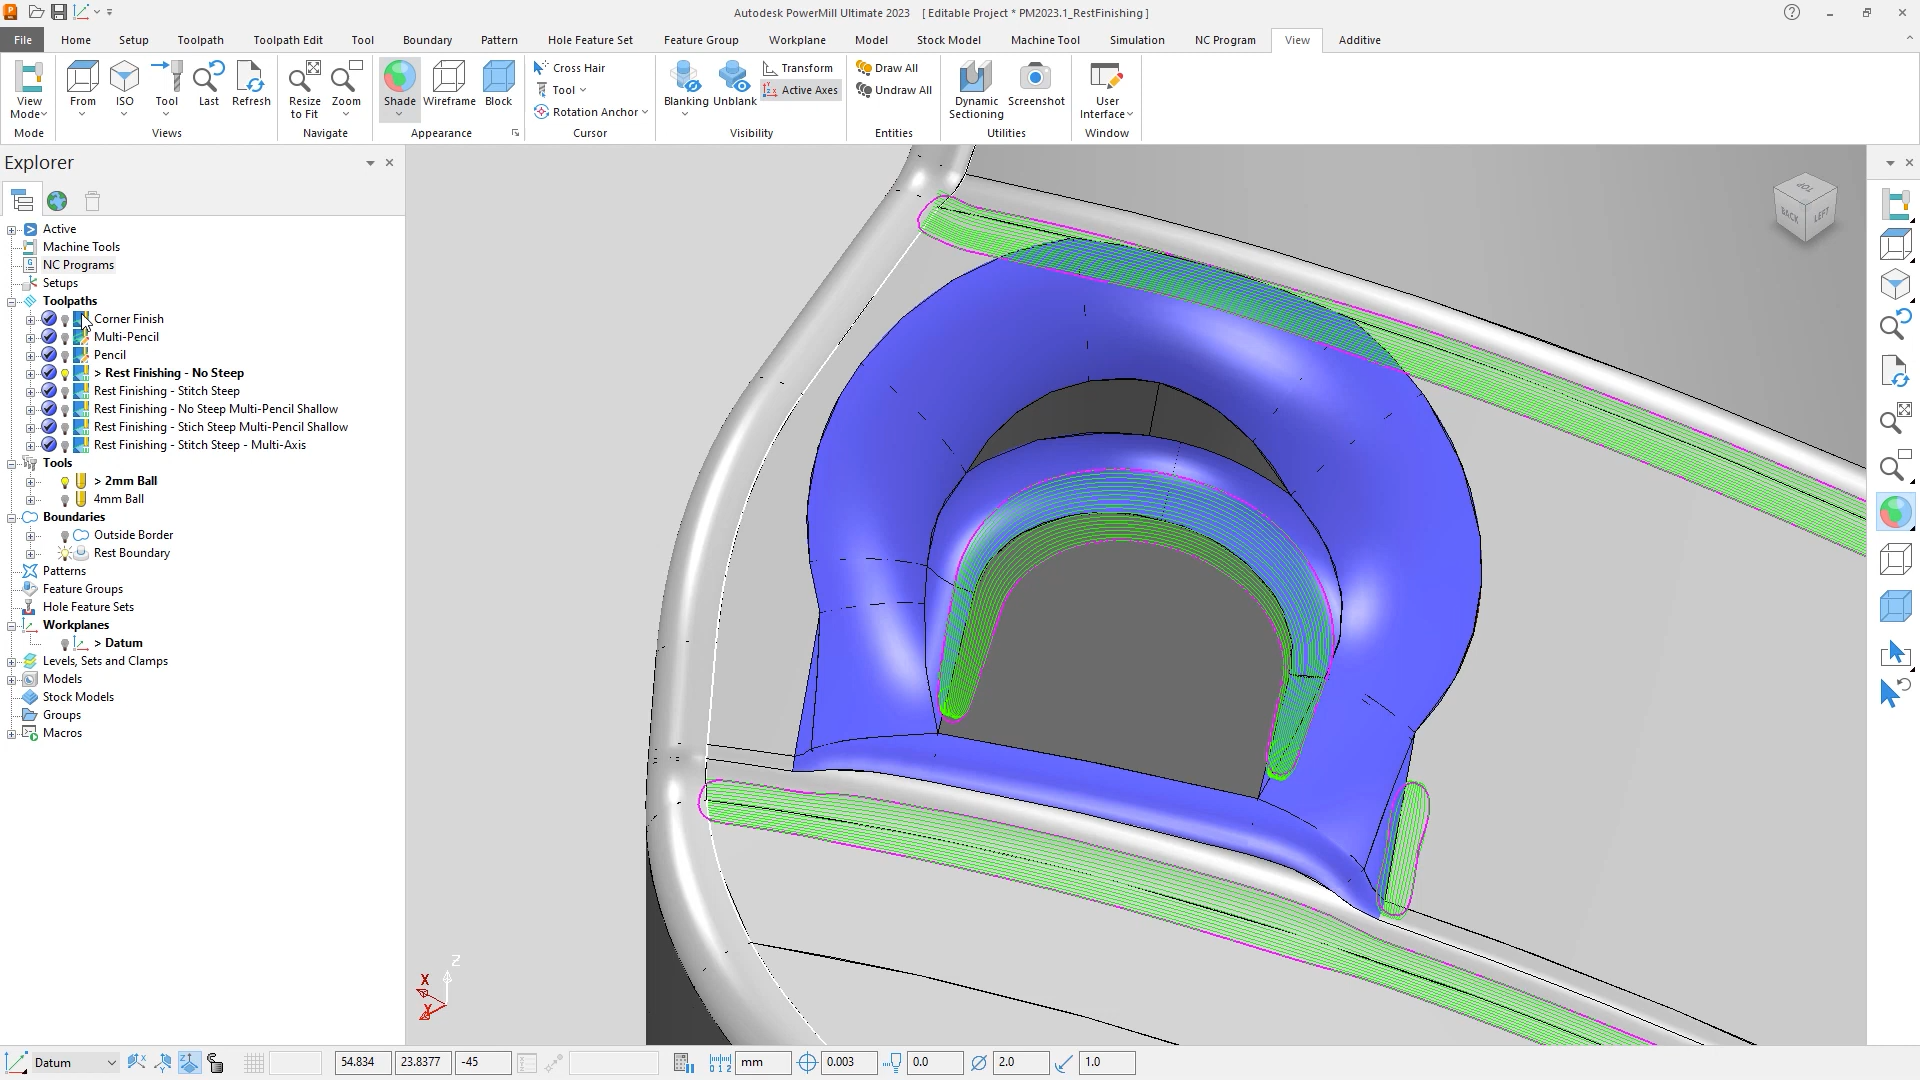 Autodesk PowerMill Ultimate 2023 [ Editable Project * PM2023.1_RestFinishing ]
File Home Setup Toolpath Toolpath Edit Tool Boundary Pattern Hole Feature Set Feature Group Workplane Model Stock Model Machine Tool Simulation NC Program View Additive
View Mode
Mode
From ISO Tool Last Refresh
Views
Resize to Fit Zoom
Navigate
Shade Wireframe Block
Appearance
Cross Hair
Tool
Rotation Anchor
Cursor
Blanking Unblank
Transform
Active Axes
Visibility
Draw All
Undraw All
Entities
Dynamic Sectioning Screenshot
Utilities
User Interface
Window
Explorer
Active
Machine Tools
NC Programs
Setups
Toolpaths
Corner Finish
Multi-Pencil
Pencil
> Rest Finishing - No Steep
Rest Finishing - Stitch Steep
Rest Finishing - No Steep Multi-Pencil Shallow
Rest Finishing - Stich Steep Multi-Pencil Shallow
Rest Finishing - Stitch Steep - Multi-Axis
Tools
> 2mm Ball
4mm Ball
Boundaries
Outside Border
Rest Boundary
Patterns
Feature Groups
Hole Feature Sets
Workplanes
> Datum
Levels, Sets and Clamps
Models
Stock Models
Groups
Macros
TOP
BACK LEFT
Z
X
Y
Datum 54.834 23.8377 -45 mm 0.003 0.0 2.0 1.0